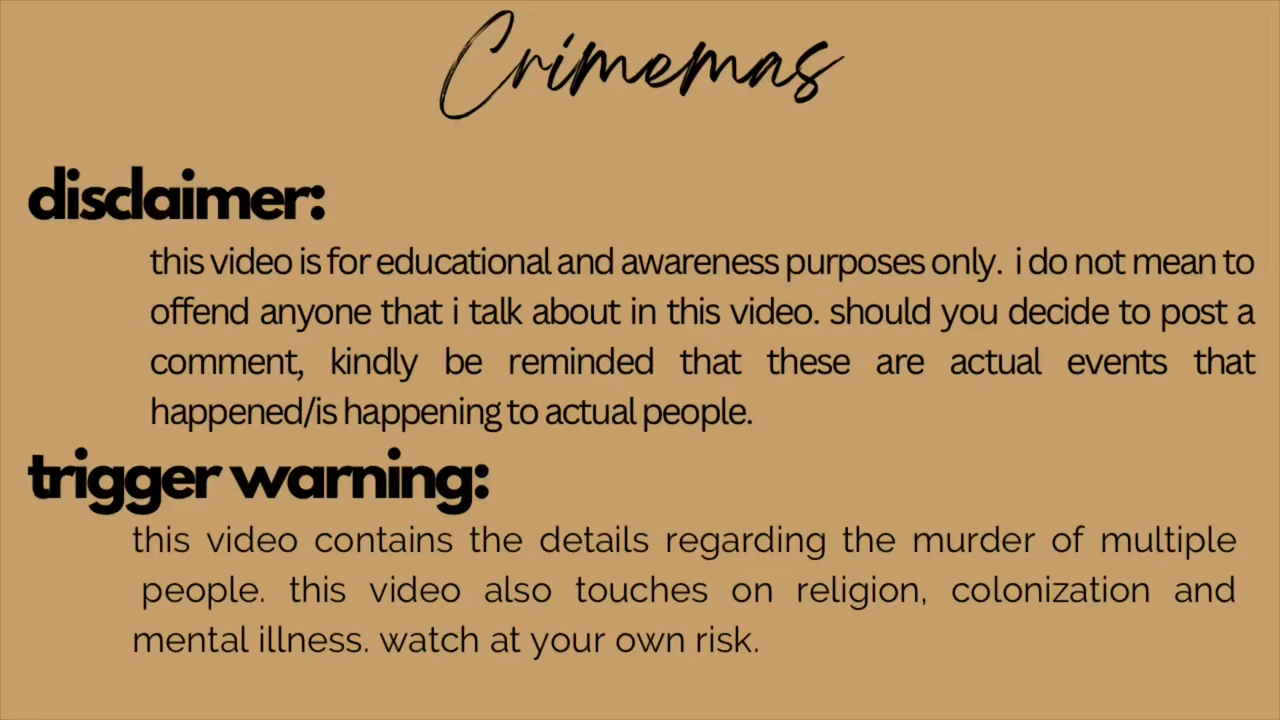 Crimemas
disclaimer:
this video is for educational and awareness purposes only. i do not mean to
offend anyone that i talk about in this video. should you decide to post a
comment, kindly be reminded that these are actual events that
happened/is happening to actual people.
trigger warning:
this video contains the details regarding the murder of multiple
people. this video also touches on religion, colonization and
mental illness. watch at your own risk.